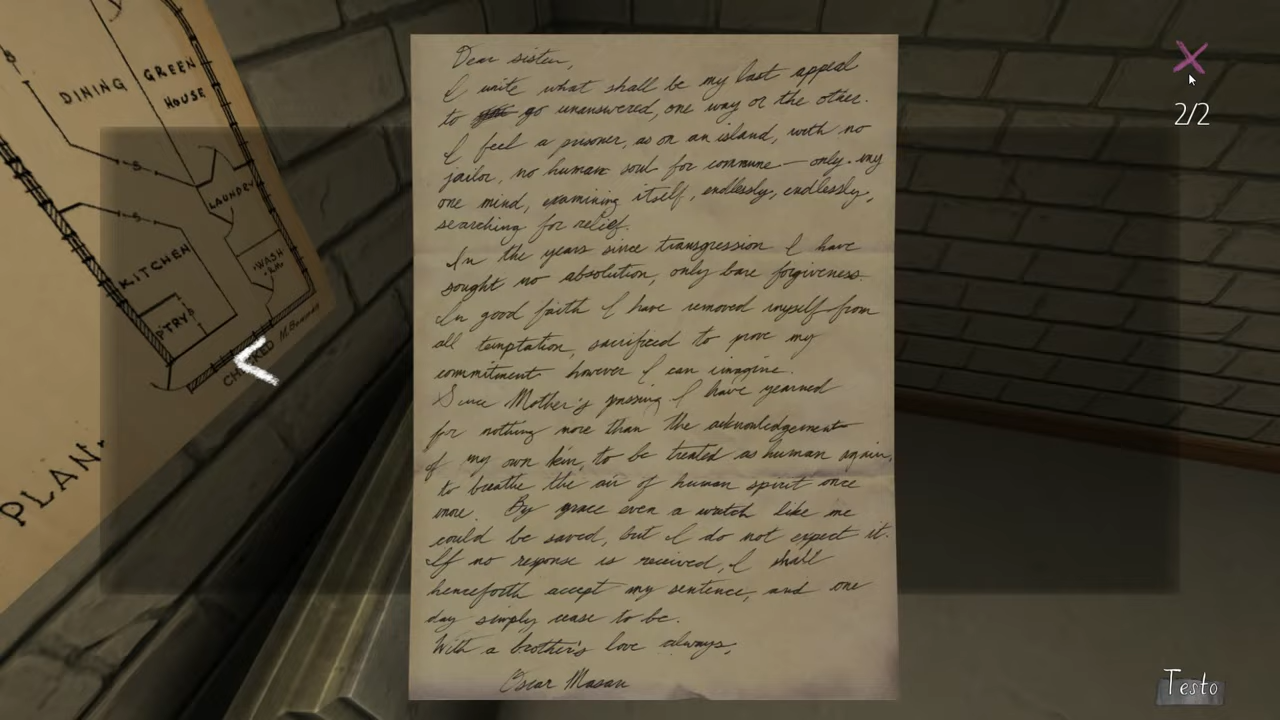 DINING
GREEN
HOUSE
LAUNDRY
WASH
RM.
KITCHEN
P'TRY
CHECKED
PLAN.
Dear sister,
I write what shall be my last appeal
to go unanswered, one way or the other.
I feel a prisoner, as on an island, with no
jailor, no human soul for commune — only my
one mind, examining itself, endlessly, endlessly,
searching for relief.
In the years since transgression I have
sought no absolution, only bare forgiveness.
In good faith I have removed myself from
all temptation, sacrificed to prove my
commitment however I can imagine.
Since Mother's passing I have yearned
for nothing more than the acknowledgement
of my own kin, to be treated as human again,
to breathe the air of human spirit once
more. By grace even a wretch like me
could be saved, but I do not expect it.
If no response is received, I shall
henceforth accept my sentence, and one
day simply cease to be.
With a brother's love always,
Oscar Masan
2/2
Testo